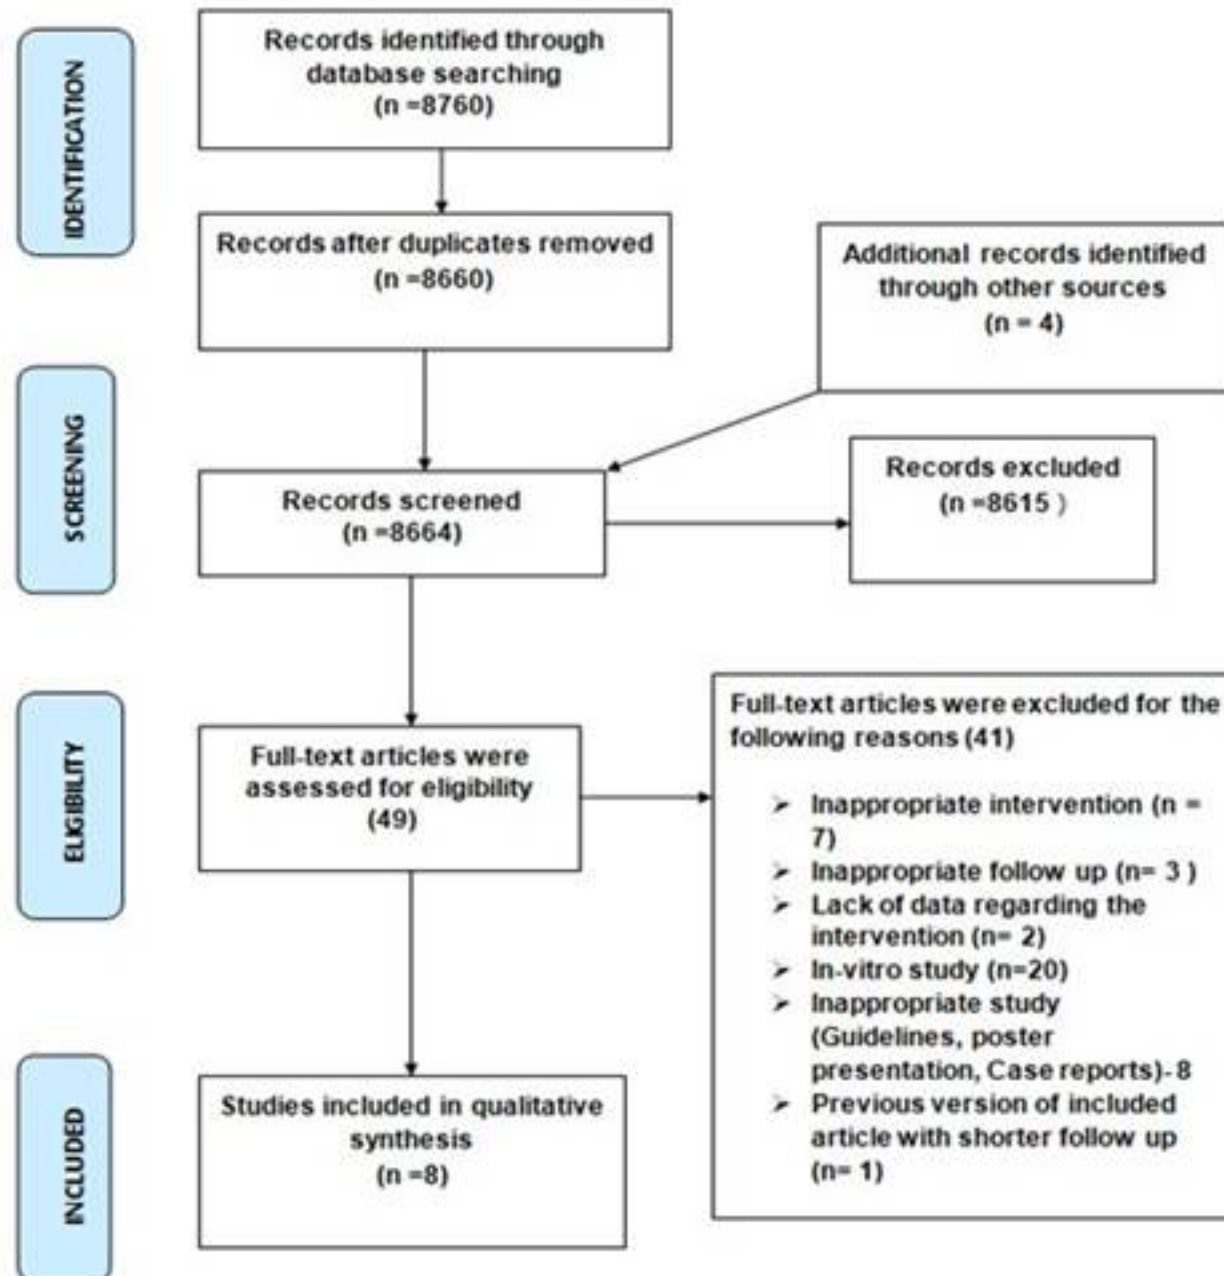 IDENTIFICATION
Records identified through
database searching
(n =8760)
Records after duplicates removed
(n =8660)
Additional records identified
through other sources
(n = 4)
SCREENING
Records screened
(n =8664)
Records excluded
(n =8615 )
ELIGIBILITY
Full-text articles were
assessed for eligibility
(49)
Full-text articles were excluded for the
following reasons (41)
➢ Inappropriate intervention (n =
7)
➢ Inappropriate follow up (n= 3 )
➢ Lack of data regarding the
intervention (n= 2)
➢ In-vitro study (n=20)
➢ Inappropriate study
(Guidelines, poster
presentation, Case reports)- 8
➢ Previous version of included
article with shorter follow up
(n= 1)
INCLUDED
Studies included in qualitative
synthesis
(n =8)